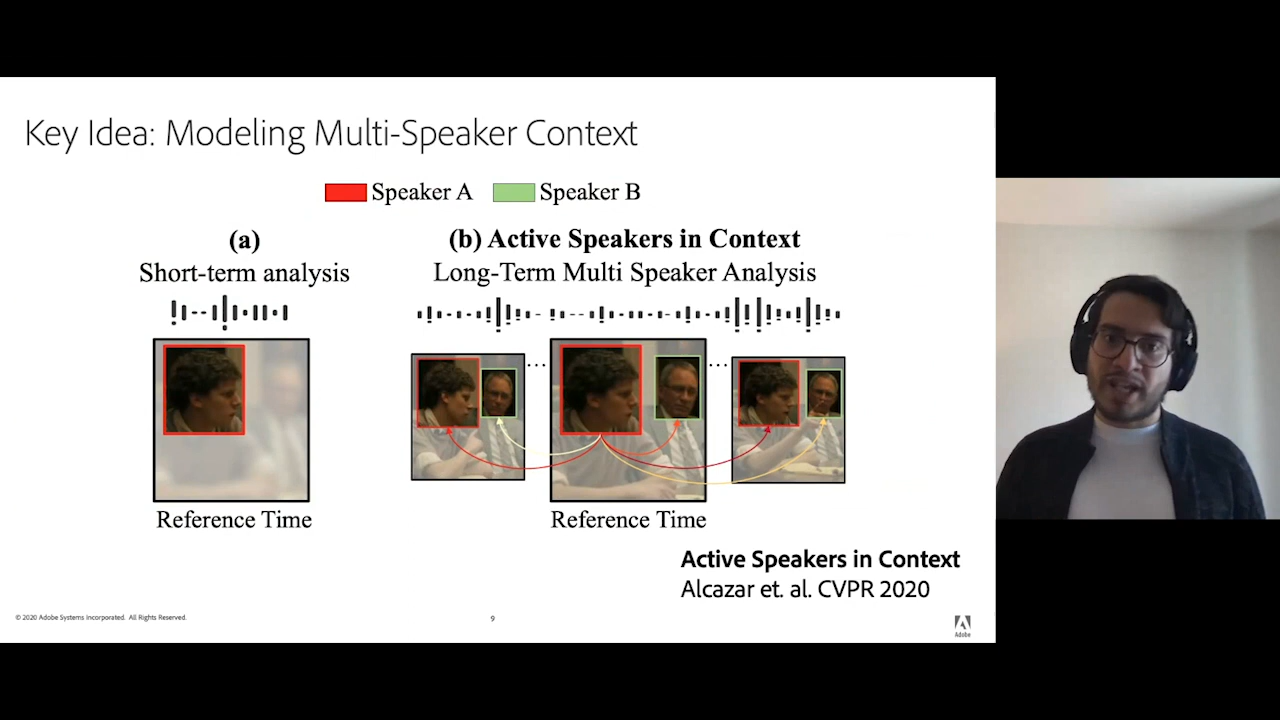 Key Idea: Modeling Multi-Speaker Context
Speaker A
Speaker B
(a)
Short-term analysis
Reference Time
(b) Active Speakers in Context
Long-Term Multi Speaker Analysis
... ...
Reference Time
Active Speakers in Context
Alcazar et. al. CVPR 2020
© 2020 Adobe Systems Incorporated. All Rights Reserved.
9
Adobe